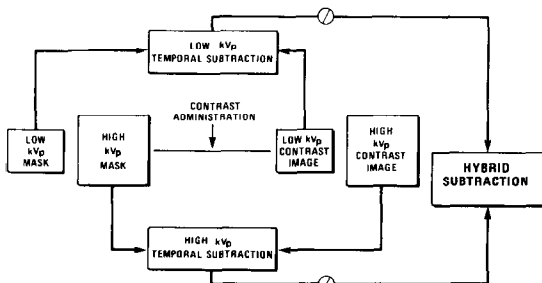 LOW kVp
TEMPORAL SUBTRACTION
CONTRAST
ADMINISTRATION
LOW
kVp
MASK
HIGH
kVp
MASK
LOW kVp
CONTRAST
IMAGE
HIGH
kVp
CONTRAST
IMAGE
HYBRID
SUBTRACTION
HIGH kVp
TEMPORAL SUBTRACTION